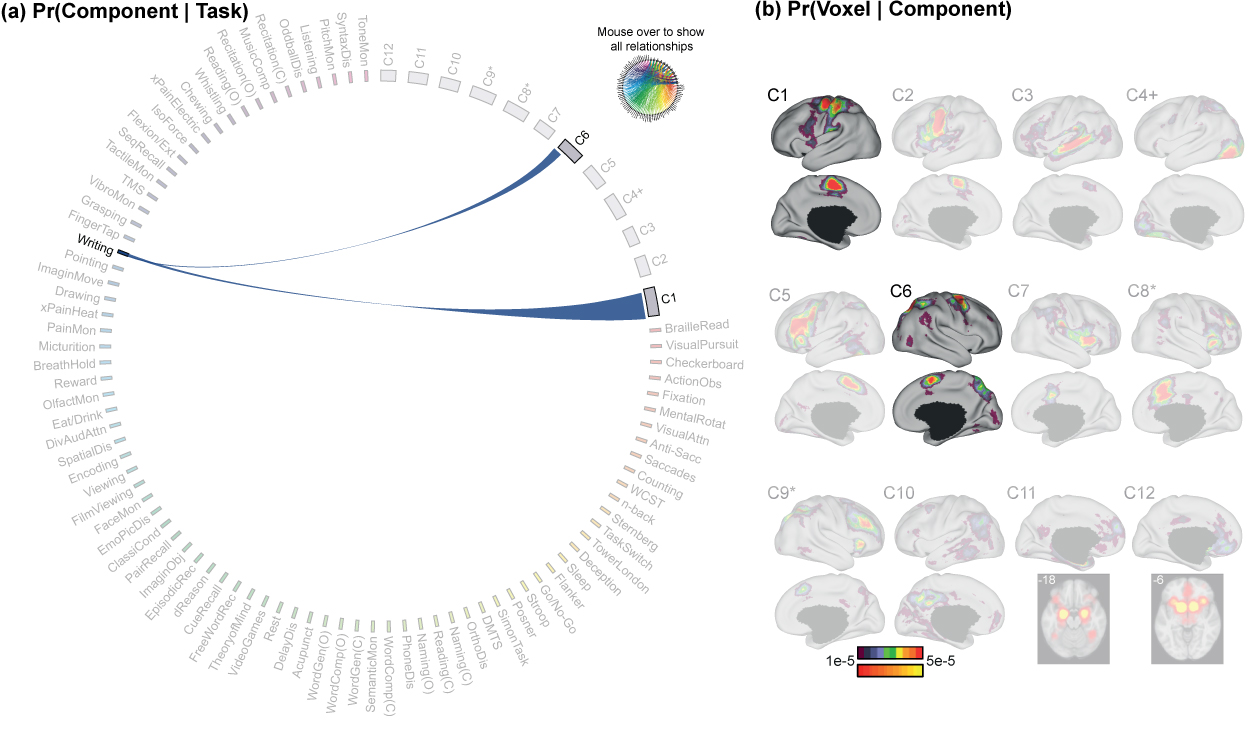 (a) Pr(Component | Task)
Mouse over to show
all relationships
ToneMon
SyntaxDis
PitchMon
Listening
OddballDis
Recitation(C)
MusicComp
Recitation(O)
Reading(O)
Whistling
Chewing
xPainElectric
IsoForce
Flexion/Ext
SeqRecall
TactileMon
TMS
VibroMon
Grasping
FingerTap
Writing
Pointing
ImaginMove
Drawing
xPainHeat
PainMon
Micturition
BreathHold
Reward
OlfactMon
Eat/Drink
DivAudAttn
SpatialDis
Encoding
Viewing
FilmViewing
FaceMon
EmoPicDis
ClassiCond
PairRecall
ImaginObj
EpisodicRec
dReason
CueRecall
FreeWordRec
TheoryofMind
VideoGames
Rest
DelayDis
Acupunct
WordGen(O)
WordComp(O)
WordGen(C)
SemanticMon
WordComp(C)
PhoneDis
Naming(O)
Reading(C)
Naming(C)
OrthoDis
DMTS
SimonTask
Posner
Stroop
Go/No-Go
Flanker
Sleep
Deception
TowerLondon
TaskSwitch
Sternberg
n-back
WCST
Counting
Saccades
Anti-Sacc
VisualAttn
MentalRotat
Fixation
ActionObs
Checkerboard
VisualPursuit
BrailleRead
C1
C2
C3
C4+
C5
C6
C7
C8*
C9*
C10
C11
C12
(b) Pr(Voxel | Component)
C1 C2 C3 C4+
C5 C6 C7 C8*
C9* C10 C11 C12
-18 -6
1e-5 5e-5